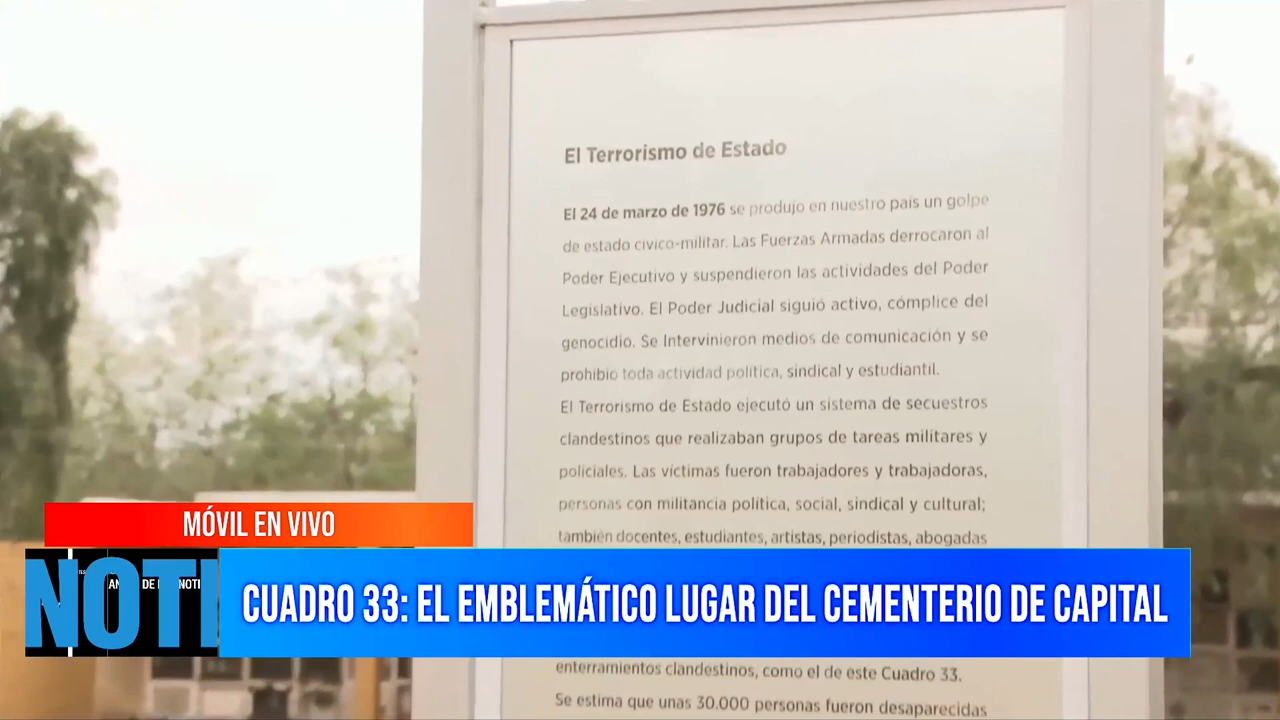 El Terrorismo de Estado
El 24 de marzo de 1976 se produjo en nuestro país un golpe
de estado cívico-militar. Las Fuerzas Armadas derrocaron al
Poder Ejecutivo y suspendieron las actividades del Poder
Legislativo. El Poder Judicial siguió activo, cómplice del
genocidio. Se Intervinieron medios de comunicación y se
prohibio toda actividad política, sindical y estudiantil.
El Terrorismo de Estado ejecutó un sistema de secuestros
clandestinos que realizaban grupos de tareas militares y
policiales. Las víctimas fueron trabajadores y trabajadoras,
personas con militancia política, social, sindical y cultural;
también docentes, estudiantes, artistas, periodistas, abogadas
MÓVIL EN VIVO
NOTI
CUADRO 33: EL EMBLEMÁTICO LUGAR DEL CEMENTERIO DE CAPITAL
enterramientos clandestinos, como el de este Cuadro 33.
Se estima que unas 30.000 personas fueron desaparecidas